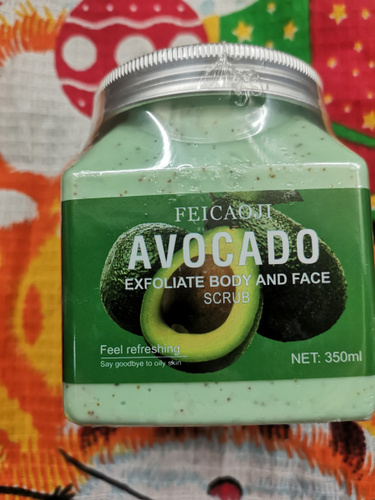 FEICAOJI
AVOCADO
EXFOLIATE BODY AND FACE
SCRUB
Feel refreshing
Say goodbye to oily skin
NET: 350ml